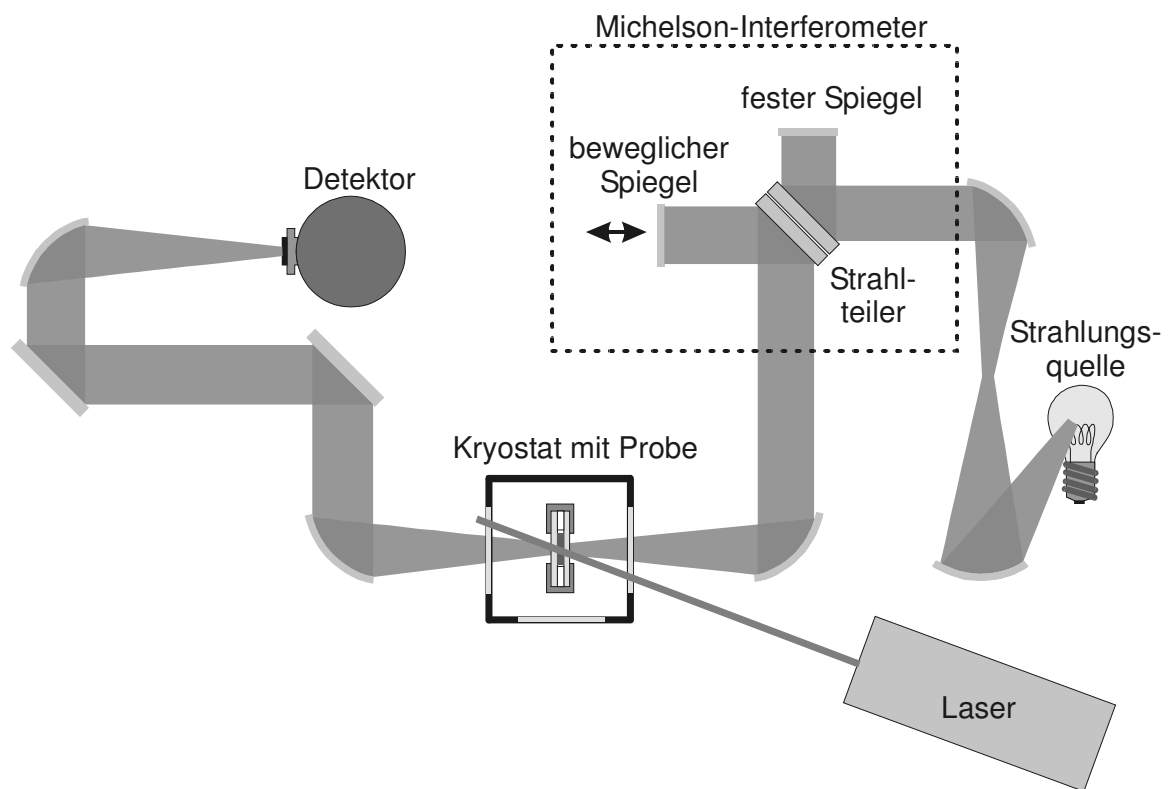 Michelson-Interferometer
fester Spiegel
beweglicher
Spiegel
Detektor
Strahl-
teiler
Strahlungs-
quelle
Kryostat mit Probe
Laser